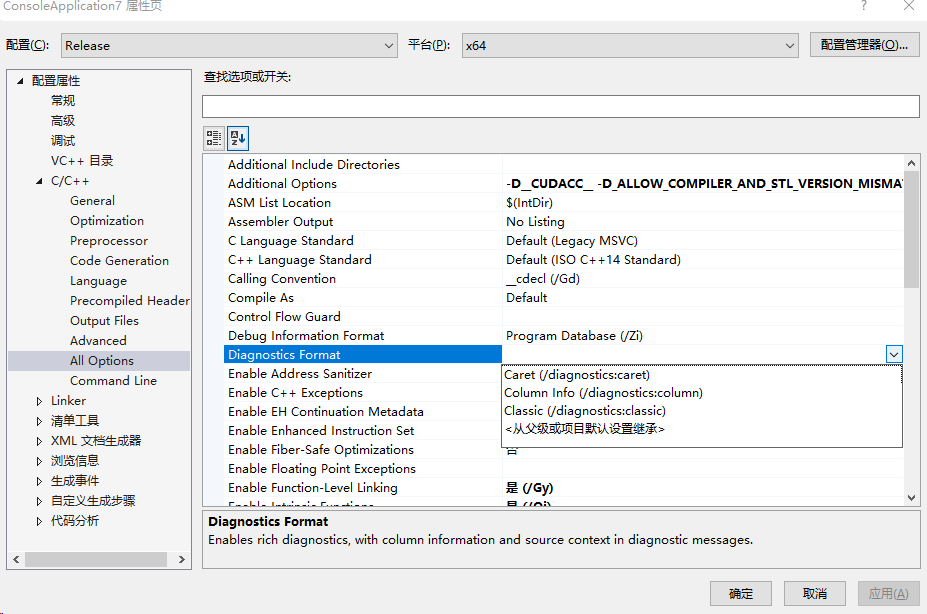 ConsoleApplication7 属性页
?
配置(C):
Release
平台(P):
x64
配置管理器(O)...
配置属性
常规
高级
调试
VC++ 目录
C/C++
General
Optimization
Preprocessor
Code Generation
Language
Precompiled Header
Output Files
Advanced
All Options
Command Line
Linker
清单工具
XML 文档生成器
浏览信息
生成事件
自定义生成步骤
代码分析
查找选项或开关:
Additional Include Directories
Additional Options -D__CUDACC__ -D_ALLOW_COMPILER_AND_STL_VERSION_MISMA
ASM List Location $(IntDir)
Assembler Output No Listing
C Language Standard Default (Legacy MSVC)
C++ Language Standard Default (ISO C++14 Standard)
Calling Convention __cdecl (/Gd)
Compile As Default
Control Flow Guard
Debug Information Format Program Database (/Zi)
Diagnostics Format
Enable Address Sanitizer
Enable C++ Exceptions
Enable EH Continuation Metadata
Enable Enhanced Instruction Set
Enable Fiber-Safe Optimizations 否
Enable Floating Point Exceptions
Enable Function-Level Linking 是 (/Gy)
Enable Intrinsic Functions 是 (/Oi)
Caret (/diagnostics:caret)
Column Info (/diagnostics:column)
Classic (/diagnostics:classic)
<从父级或项目默认设置继承>
Diagnostics Format
Enables rich diagnostics, with column information and source context in diagnostic messages.
确定
取消
应用(A)